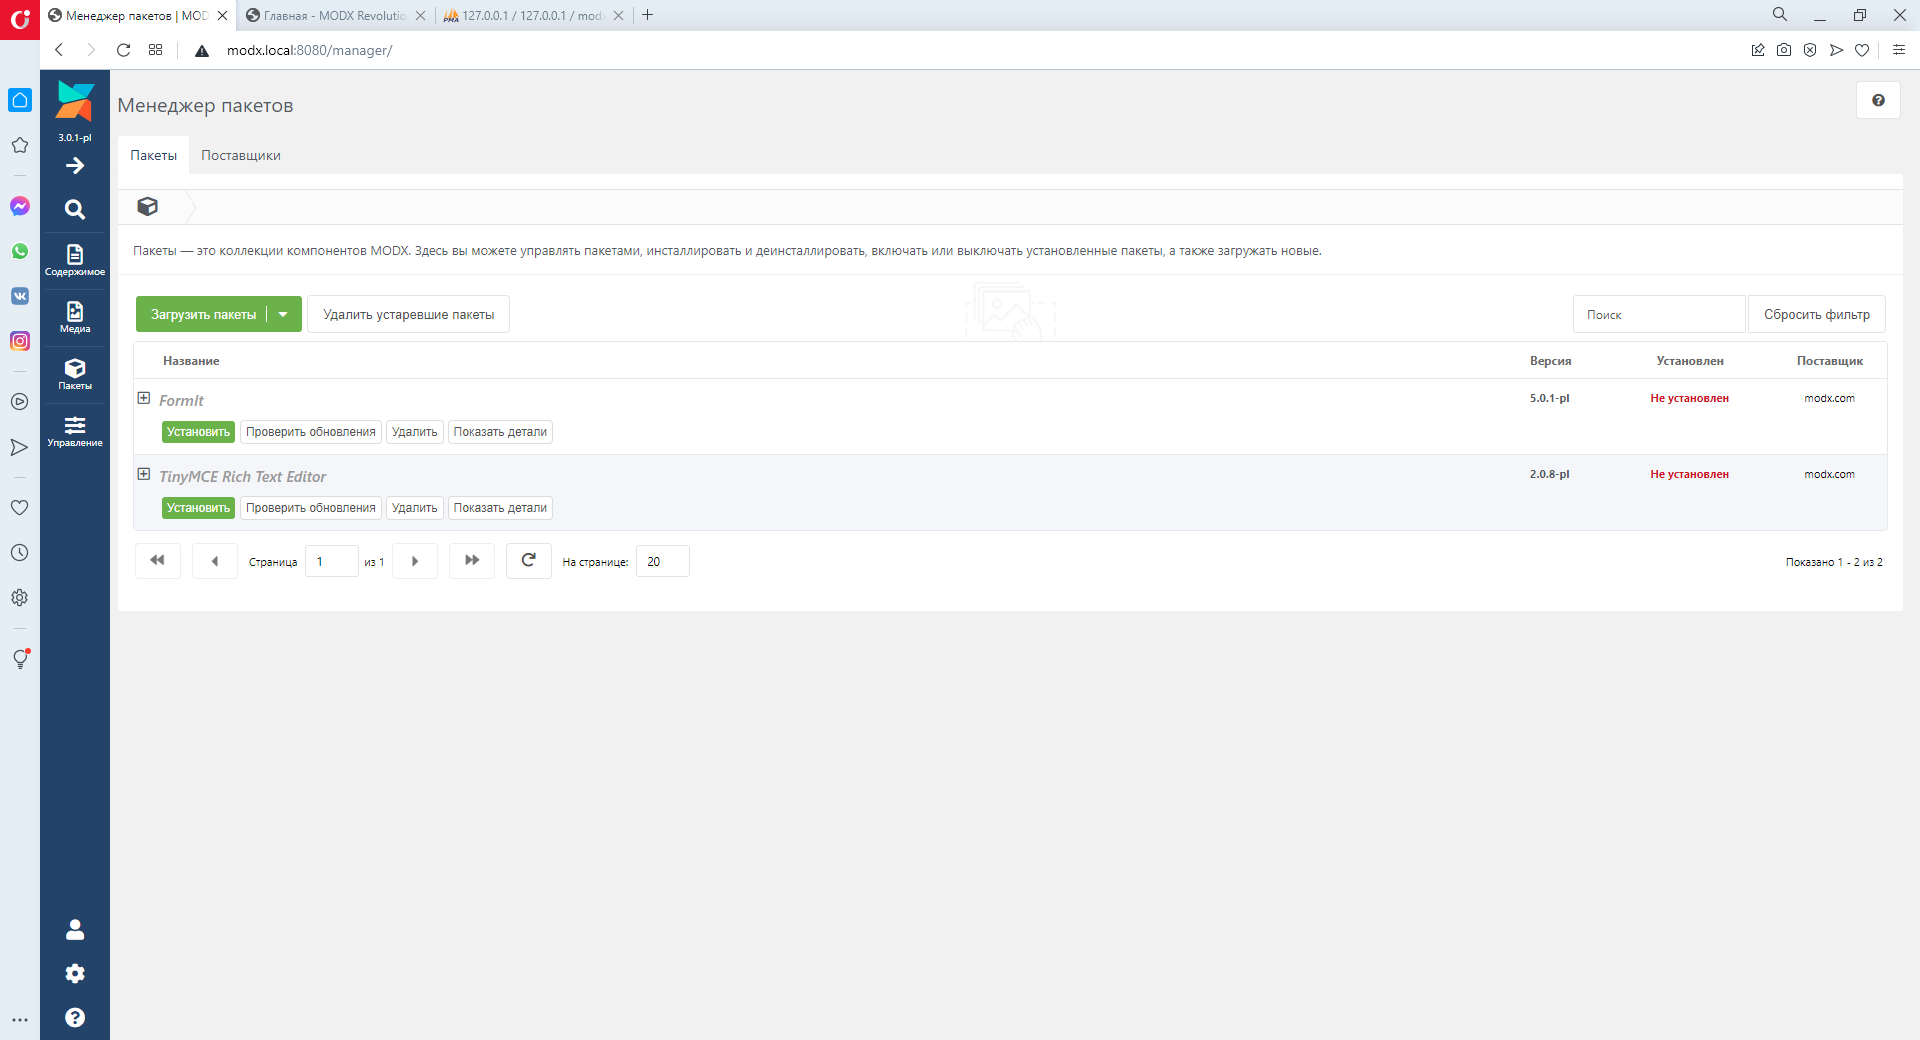 Менеджер пакетов | MOD
Главная - MODX Revolutio
127.0.0.1 / 127.0.0.1 / mod
modx.local:8080/manager/
3.0.1-pl
Содержимое
Медиа
Пакеты
Управление
Менеджер пакетов
Пакеты
Поставщики
Пакеты — это коллекции компонентов MODX. Здесь вы можете управлять пакетами, инсталлировать и деинсталлировать, включать или выключать установленные пакеты, а также загружать новые.
Загрузить пакеты
Удалить устаревшие пакеты
Поиск
Сбросить фильтр
Название Версия Установлен Поставщик
FormIt 5.0.1-pl Не установлен modx.com
Установить Проверить обновления Удалить Показать детали
TinyMCE Rich Text Editor 2.0.8-pl Не установлен modx.com
Установить Проверить обновления Удалить Показать детали
Страница 1 из 1 На странице: 20 Показано 1 - 2 из 2